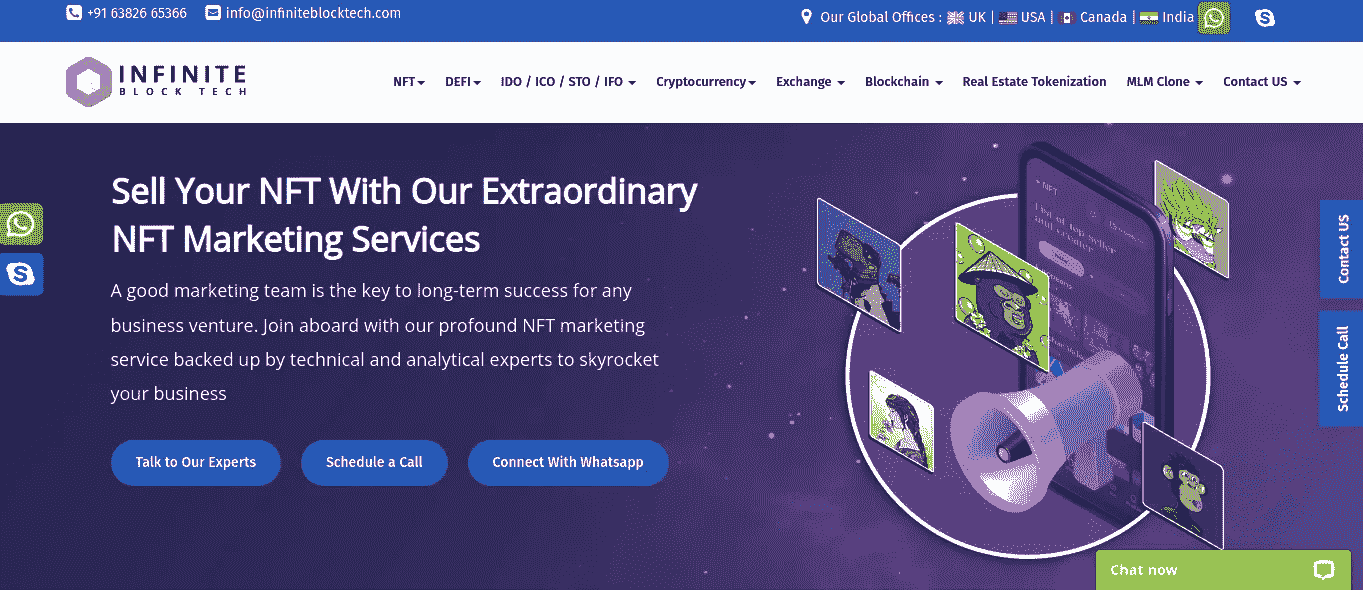 +91 63826 65366 info@infiniteblocktech.com Our Global Offices : UK | USA | Canada | India
INFINITE
BLOCK TECH
NFT DEFI IDO / ICO / STO / IFO Cryptocurrency Exchange Blockchain Real Estate Tokenization MLM Clone Contact US
Sell Your NFT With Our Extraordinary
NFT Marketing Services
A good marketing team is the key to long-term success for any
business venture. Join aboard with our profound NFT marketing
service backed up by technical and analytical experts to skyrocket
your business
Talk to Our Experts Schedule a Call Connect With Whatsapp
NFT
Contact US
Schedule Call
Chat now